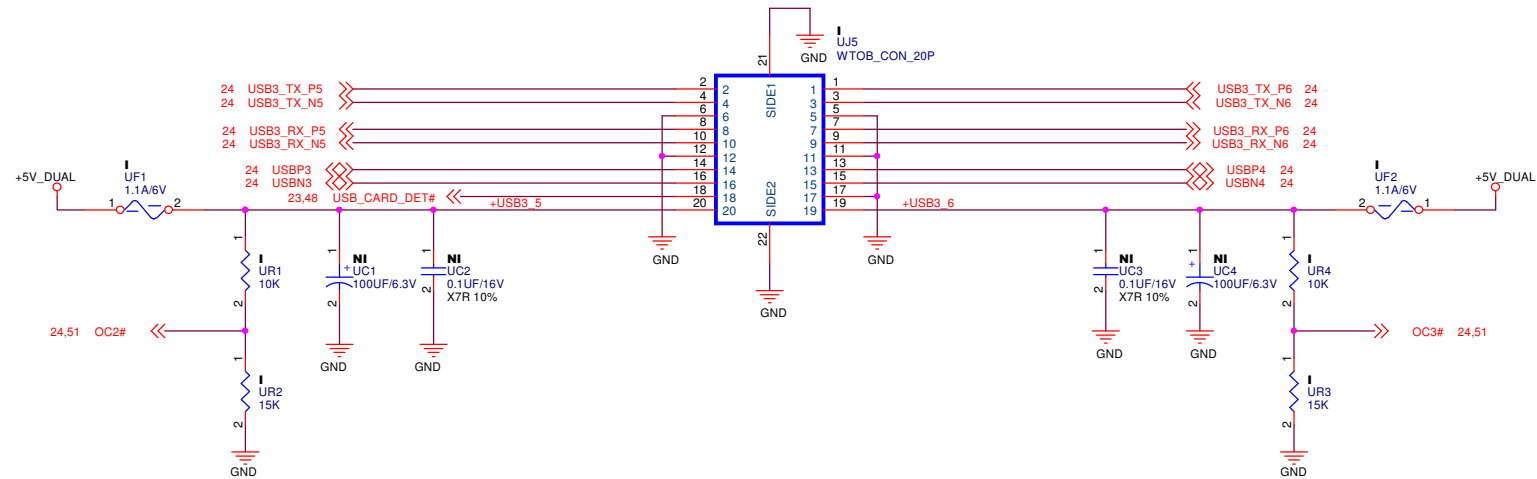 I
UJ5
WTOB_CON_20P
GND
21
24 USB3_TX_P5 2 2 SIDE1 1 1 USB3_TX_P6 24
24 USB3_TX_N5 4 4 3 3 USB3_TX_N6 24
6 6 5 5
24 USB3_RX_P5 8 8 7 7 USB3_RX_P6 24
24 USB3_RX_N5 10 10 9 9 USB3_RX_N6 24
12 12 11 11
24 USBP3 14 14 13 13 USBP4 24
24 USBN3 16 16 15 15 USBN4 24
23,48 USB_CARD_DET# 18 18 SIDE2 17 17
+USB3_5 20 20 19 19 +USB3_6
22
+5V_DUAL
I
UF1
1.1A/6V
1 2
I
UF2
1.1A/6V
2 1
+5V_DUAL
GND
GND
GND
1
I
UR1
10K
2
1
NI
+
UC1
100UF/6.3V
2
GND
1
NI
UC2
0.1UF/16V
X7R 10%
2
GND
1
NI
UC3
0.1UF/16V
X7R 10%
2
GND
1
NI
+
UC4
100UF/6.3V
2
GND
1
I
UR4
10K
2
24,51 OC2#
OC3# 24,51
1
I
UR2
15K
2
GND
1
I
UR3
15K
2
GND